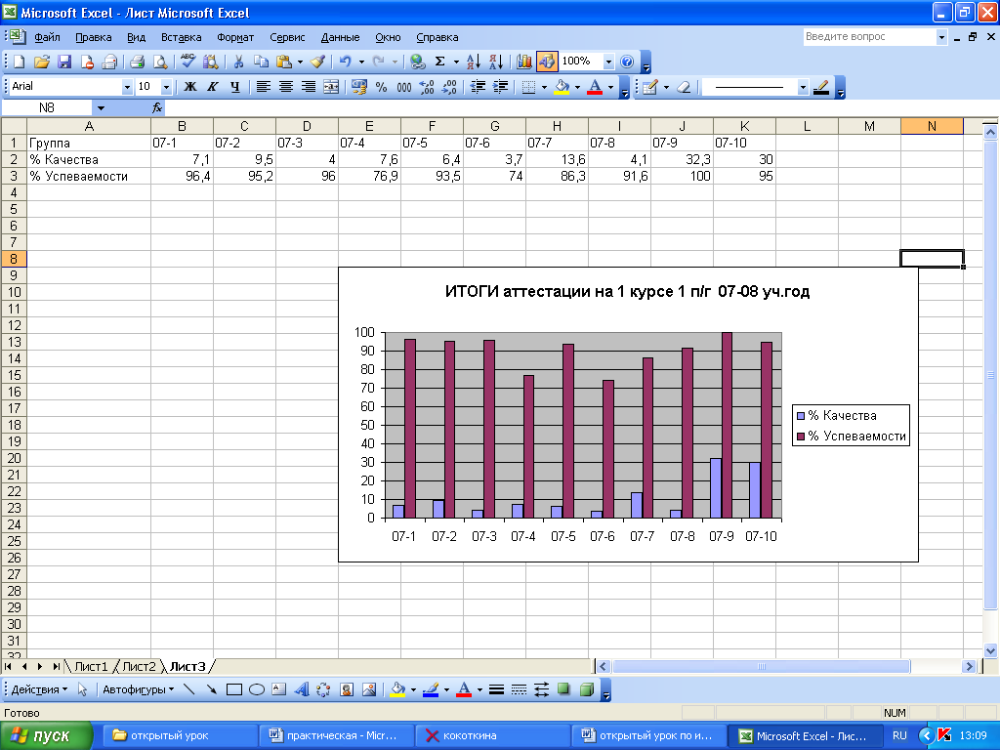 Microsoft Excel - Лист Microsoft Excel
Файл Правка Вид Вставка Формат Сервис Данные Окно Справка Введите вопрос
100%
Arial 10 Ж К Ч % 000
N8 fx
A B C D E F G H I J K L M N
1 Группа 07-1 07-2 07-3 07-4 07-5 07-6 07-7 07-8 07-9 07-10
2 % Качества 7,1 9,5 4 7,6 6,4 3,7 13,6 4,1 32,3 30
3 % Успеваемости 96,4 95,2 96 76,9 93,5 74 86,3 91,6 100 95
4
5
6
7
8
9
10
11
12
13
14
15
16
17
18
19
20
21
22
23
24
25
26
27
28
29
30
31
32
ИТОГИ аттестации на 1 курсе 1 п/г 07-08 уч.год
100
90
80
70
60
50
40
30
20
10
0
07-1 07-2 07-3 07-4 07-5 07-6 07-7 07-8 07-9 07-10
% Качества
% Успеваемости
Лист1 Лист2 Лист3
Действия Автофигуры
Готово NUM
пуск открытый урок практическая - Micr... кокоткина открытый урок по и... Microsoft Excel - Лис... RU 13:09